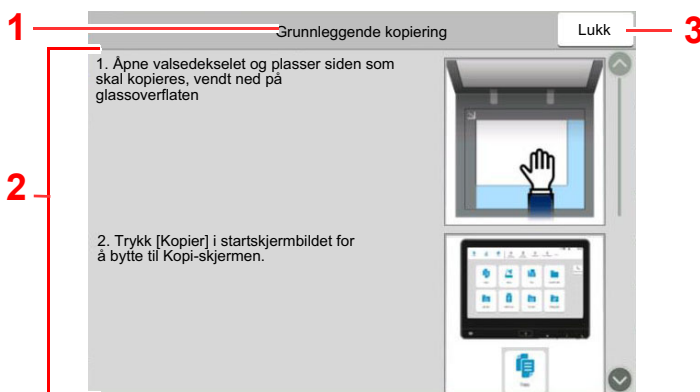 1
Grunnleggende kopiering
Lukk
3
1. Åpne valsedekselet og plasser siden som
skal kopieres, vendt ned på
glassoverflaten
2
2. Trykk [Kopier] i startskjermbildet for
å bytte til Kopi-skjermen.